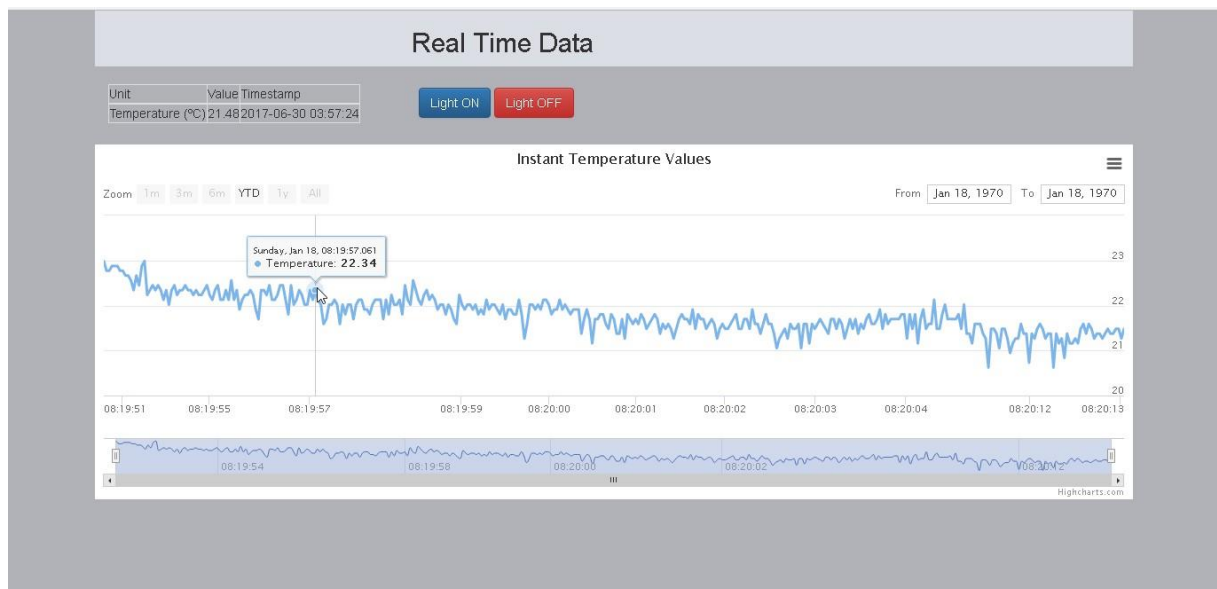 Real Time Data
Unit Value Timestamp
Temperature (ºC) 21.48 2017-06-30 03:57:24
Light ON Light OFF
Instant Temperature Values
Zoom 1m 3m 6m YTD 1y All From Jan 18, 1970 To Jan 18, 1970
Sunday, Jan 18, 08:19:57.061
Temperature: 22.34
23
22
21
20
08:19:51 08:19:55 08:19:57 08:19:59 08:20:00 08:20:01 08:20:02 08:20:03 08:20:04 08:20:12 08:20:13
08:19:54 08:19:58 08:20:00 08:20:02 08:20:12
Highcharts.com